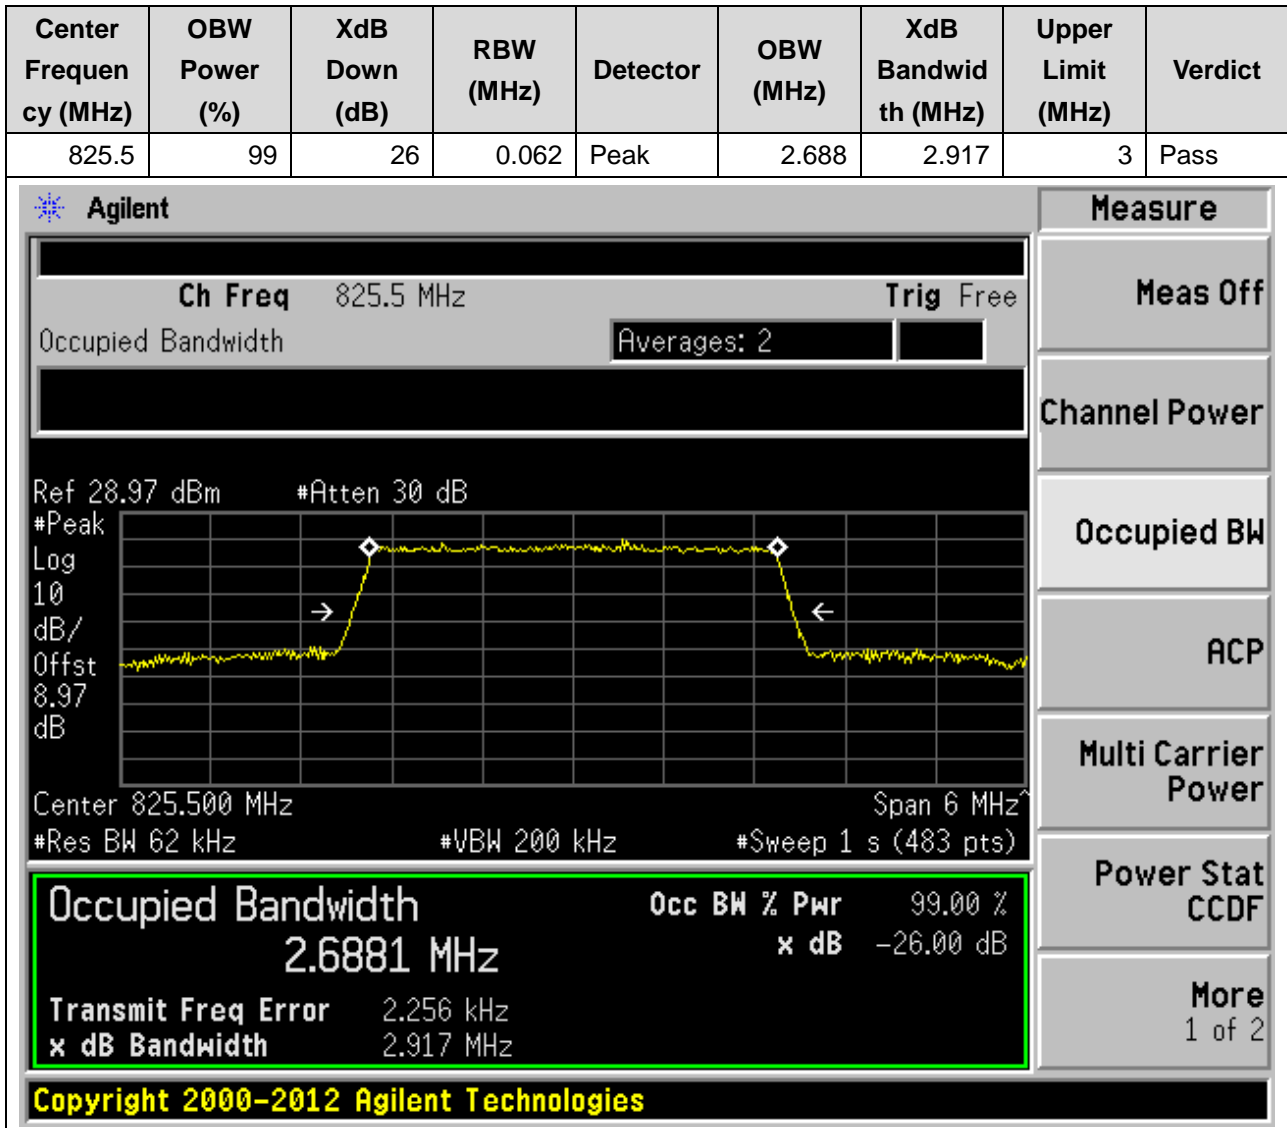 Center Frequen cy (MHz) OBW Power (%) XdB Down (dB) RBW (MHz) Detector OBW (MHz) XdB Bandwid th (MHz) Upper Limit (MHz) Verdict
825.5 99 26 0.062 Peak 2.688 2.917 3 Pass
Agilent
Measure
Ch Freq 825.5 MHz Trig Free
Occupied Bandwidth Averages: 2
Ref 28.97 dBm #Atten 30 dB
#Peak
Log
10
dB/
Offst
8.97
dB
Center 825.500 MHz Span 6 MHz^
#Res BW 62 kHz #VBW 200 kHz #Sweep 1 s (483 pts)
Occupied Bandwidth
2.6881 MHz
Occ BW % Pwr 99.00 %
x dB -26.00 dB
Transmit Freq Error 2.256 kHz
x dB Bandwidth 2.917 MHz
Meas Off
Channel Power
Occupied BW
ACP
Multi Carrier
Power
Power Stat
CCDF
More
1 of 2
Copyright 2000-2012 Agilent Technologies